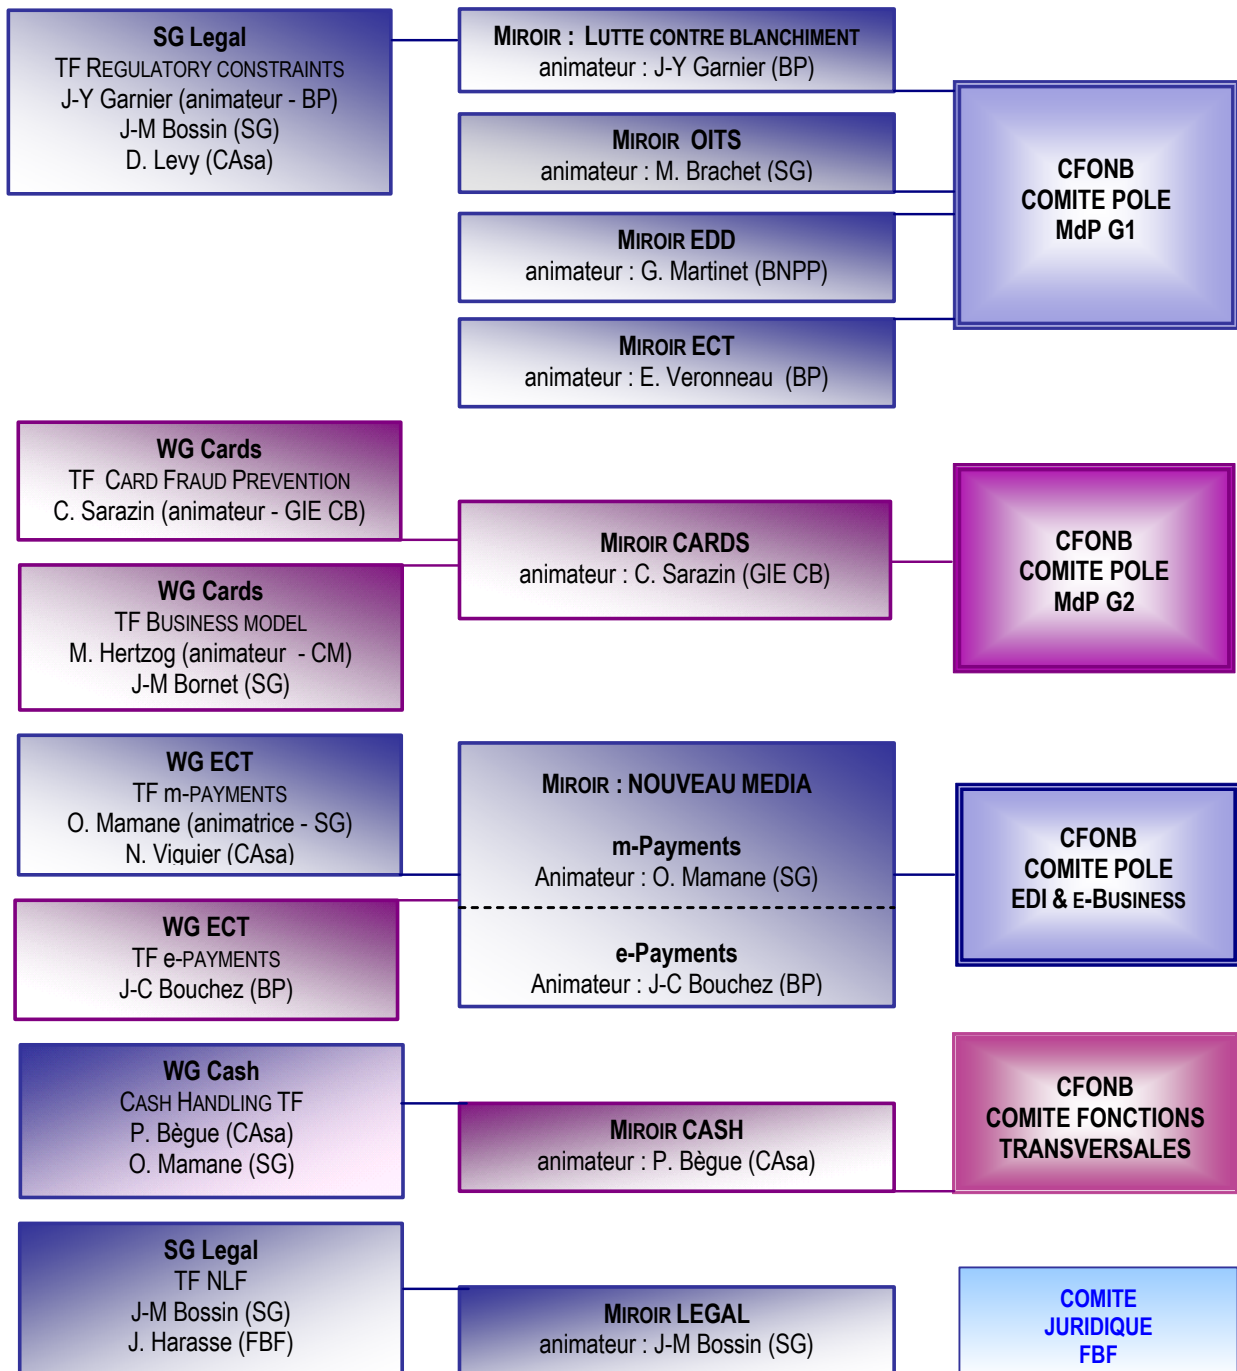 SG Legal
TF REGULATORY CONSTRAINTS
J-Y Garnier (animateur - BP)
J-M Bossin (SG)
D. Levy (CAsa)
MIROIR : LUTTE CONTRE BLANCHIMENT
animateur : J-Y Garnier (BP)
MIROIR OITS
animateur : M. Brachet (SG)
MIROIR EDD
animateur : G. Martinet (BNPP)
MIROIR ECT
animateur : E. Veronneau (BP)
CFONB
COMITE POLE
MdP G1
WG Cards
TF CARD FRAUD PREVENTION
C. Sarazin (animateur - GIE CB)
WG Cards
TF BUSINESS MODEL
M. Hertzog (animateur - CM)
J-M Bornet (SG)
MIROIR CARDS
animateur : C. Sarazin (GIE CB)
CFONB
COMITE POLE
MdP G2
WG ECT
TF m-PAYMENTS
O. Mamane (animatrice - SG)
N. Viguier (CAsa)
WG ECT
TF e-PAYMENTS
J-C Bouchez (BP)
MIROIR : NOUVEAU MEDIA
m-Payments
Animateur : O. Mamane (SG)
e-Payments
Animateur : J-C Bouchez (BP)
CFONB
COMITE POLE
EDI & E-BUSINESS
WG Cash
CASH HANDLING TF
P. Bègue (CAsa)
O. Mamane (SG)
MIROIR CASH
animateur : P. Bègue (CAsa)
CFONB
COMITE FONCTIONS
TRANSVERSALES
SG Legal
TF NLF
J-M Bossin (SG)
J. Harasse (FBF)
MIROIR LEGAL
animateur : J-M Bossin (SG)
COMITE
JURIDIQUE
FBF